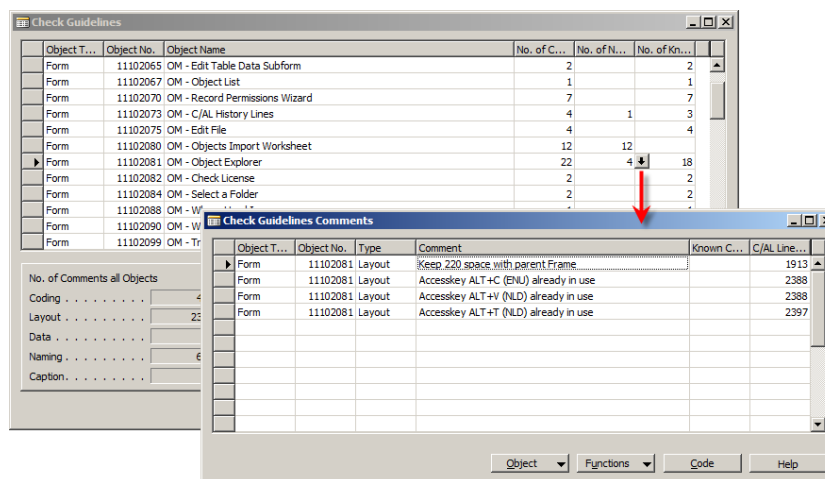 Check Guidelines
Object T... Object No. Object Name No. of C... No. of N... No. of Kn...
Form 11102065 OM - Edit Table Data Subform 2 2
Form 11102067 OM - Object List 1 1
Form 11102070 OM - Record Permissions Wizard 7 7
Form 11102073 OM - C/AL History Lines 4 1 3
Form 11102075 OM - Edit File 4 4
Form 11102080 OM - Objects Import Worksheet 12 12
Form 11102081 OM - Object Explorer 22 4 18
Form 11102082 OM - Check License 2 2
Form 11102084 OM - Select a Folder 2 2
Form 11102088 OM -
Form 11102090 OM - W
Form 11102099 OM - Tr
No. of Comments all Objects
Coding . . . . . . . . . 4
Layout . . . . . . . . . 23
Data . . . . . . . . . .
Naming . . . . . . . . . 6
Caption. . . . . . . . .
Check Guidelines Comments
Object T... Object No. Type Comment Known C... C/AL Line...
Form 11102081 Layout Keep 220 space with parent Frame 1913
Form 11102081 Layout Accesskey ALT+C (ENU) already in use 2388
Form 11102081 Layout Accesskey ALT+V (NLD) already in use 2388
Form 11102081 Layout Accesskey ALT+T (NLD) already in use 2397
Object Functions Code Help